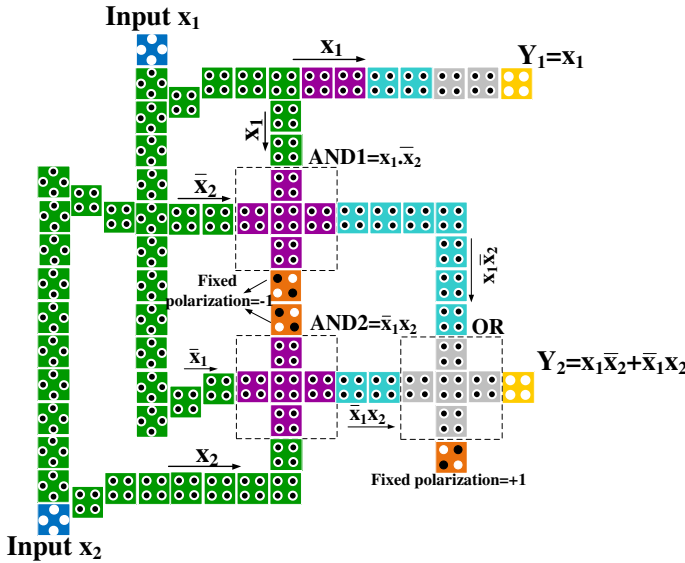 Input x₁
x₁
Y₁=x₁
x₁
AND1=x₁.x̅₂
x̅₂
x₁x̅₂
Fixed
polarization=-1
AND2=x̅₁x₂
OR
x̅₁
Y₂=x₁x̅₂+x̅₁x₂
x̅₁x₂
x₂
Fixed polarization=+1
Input x₂